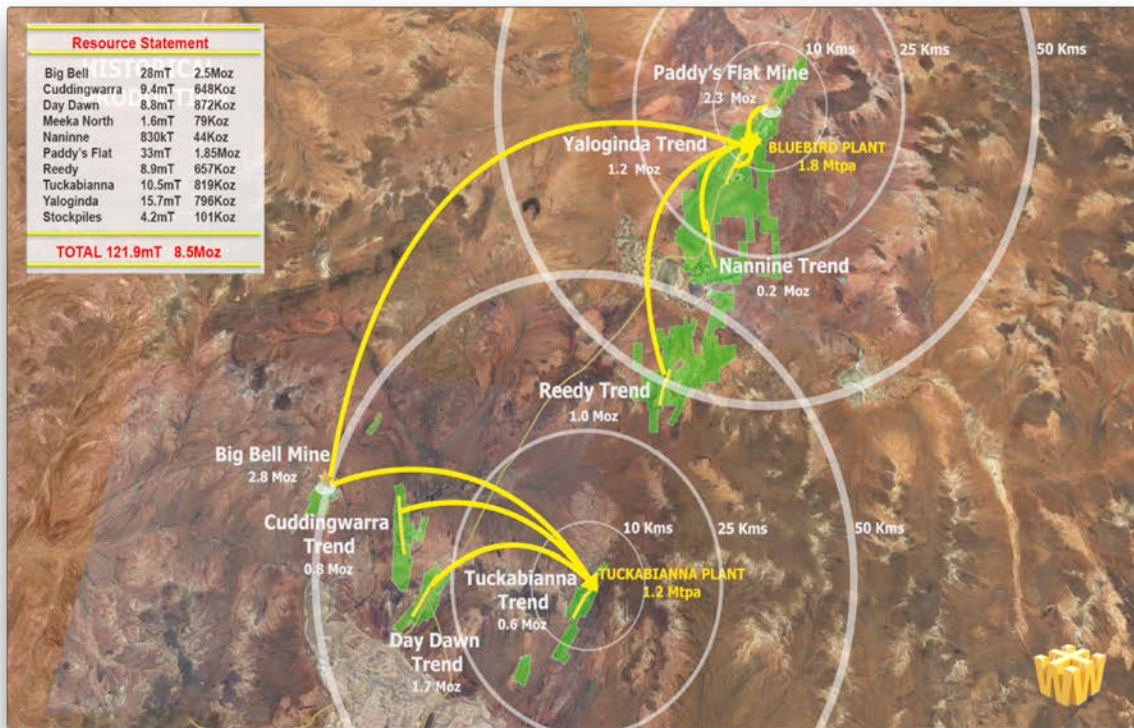 Resource Statement
Big Bell 28mT 2.5Moz
Cuddingwarra 9.4mT 648Koz
Day Dawn 8.8mT 872Koz
Meeka North 1.6mT 79Koz
Naninne 830kT 44Koz
Paddy's Flat 33mT 1.85Moz
Reedy 8.9mT 657Koz
Tuckabianna 10.5mT 819Koz
Yaloginda 15.7mT 796Koz
Stockpiles 4.2mT 101Koz
TOTAL 121.9mT 8.5Moz
10 Kms
25 Kms
50 Kms
Paddy's Flat Mine
2.3 Moz
Yaloginda Trend
1.2 Moz
BLUEBIRD PLANT
1.8 Mtpa
Nannine Trend
0.2 Moz
Reedy Trend
1.0 Moz
Big Bell Mine
2.8 Moz
Cuddingwarra
Trend
0.8 Moz
10 Kms
25 Kms
50 Kms
Tuckabianna
Trend
0.6 Moz
TUCKABIANNA PLANT
1.2 Mtpa
Day Dawn
Trend
1.7 Moz